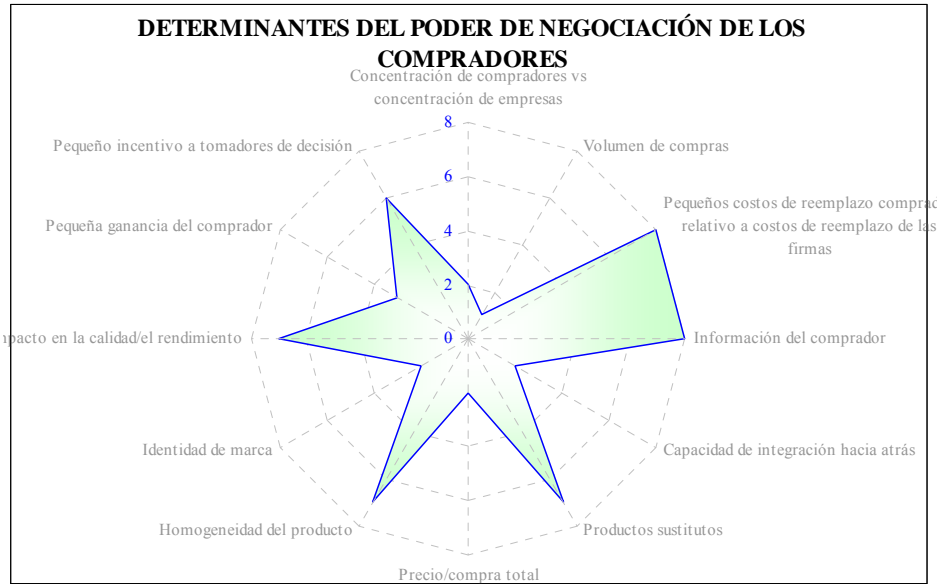 DETERMINANTES DEL PODER DE NEGOCIACIÓN DE LOS
COMPRADORES
Concentración de compradores vs
concentración de empresas
8
Pequeño incentivo a tomadores de decisión
Volumen de compras
6
Pequeños costos de reemplazo comprad
relativo a costos de reemplazo de las
firmas
Pequeña ganancia del comprador
4
2
0
mpacto en la calidad/el rendimiento
Información del comprador
Identidad de marca
Capacidad de integración hacia atrás
Homogeneidad del producto
Productos sustitutos
Precio/compra total